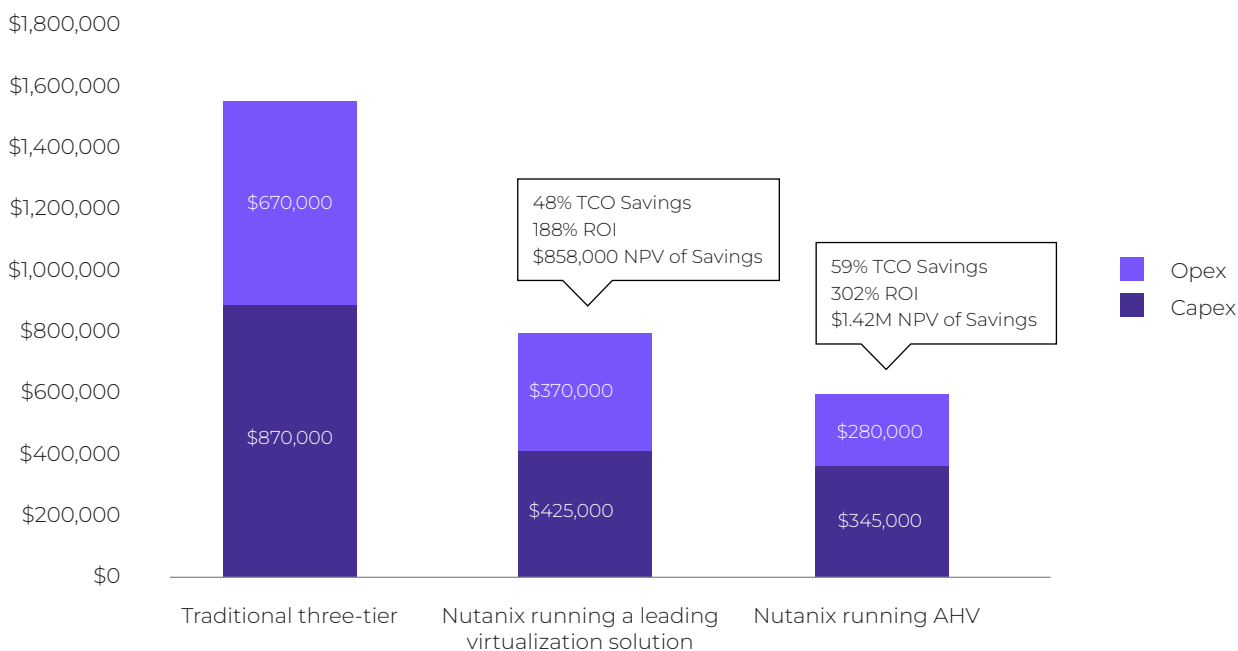 $1,800,000
$1,600,000
$1,400,000
$1,200,000
$1,000,000
$800,000
$600,000
$400,000
$200,000
$0
$670,000
$870,000
48% TCO Savings
188% ROI
$858,000 NPV of Savings
$370,000
$425,000
59% TCO Savings
302% ROI
$1.42M NPV of Savings
$280,000
$345,000
Opex
Capex
Traditional three-tier
Nutanix running a leading
virtualization solution
Nutanix running AHV